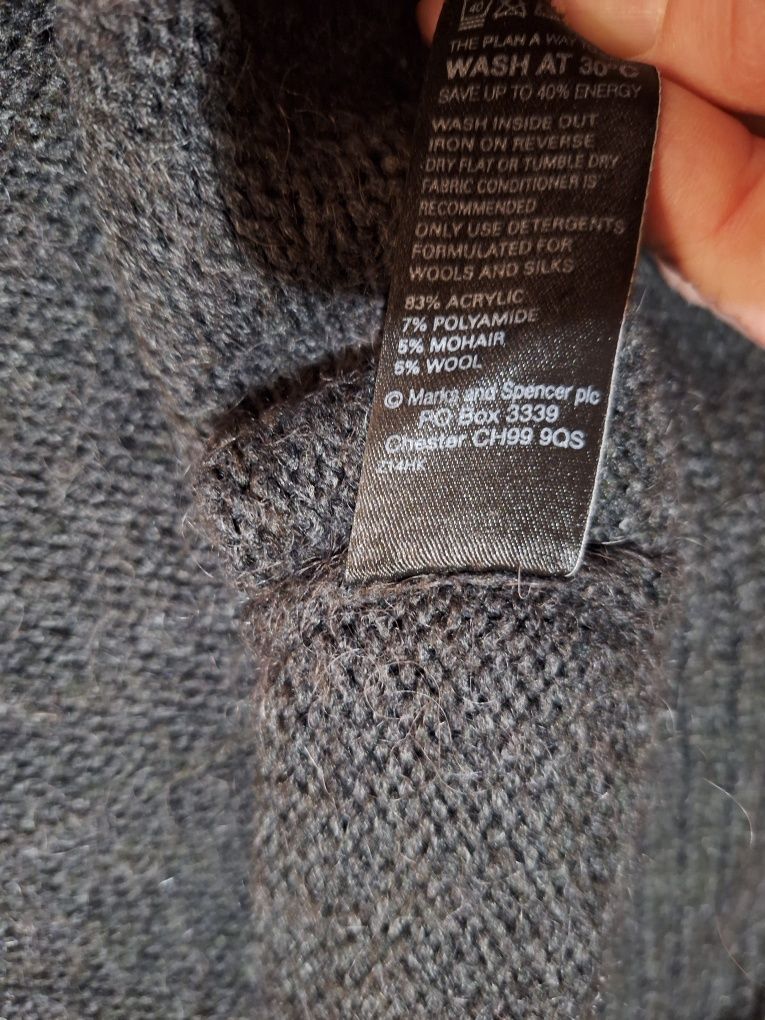 40
THE PLAN A WAY
WASH AT 30°C
SAVE UP TO 40% ENERGY
WASH INSIDE OUT
IRON ON REVERSE
DRY FLAT OR TUMBLE DRY
FABRIC CONDITIONER IS
RECOMMENDED
ONLY USE DETERGENTS
FORMULATED FOR
WOOLS AND SILKS
83% ACRYLIC
7% POLYAMIDE
5% MOHAIR
5% WOOL
© Marks and Spencer plc
PO Box 3339
Chester CH99 9QS
Z14HK